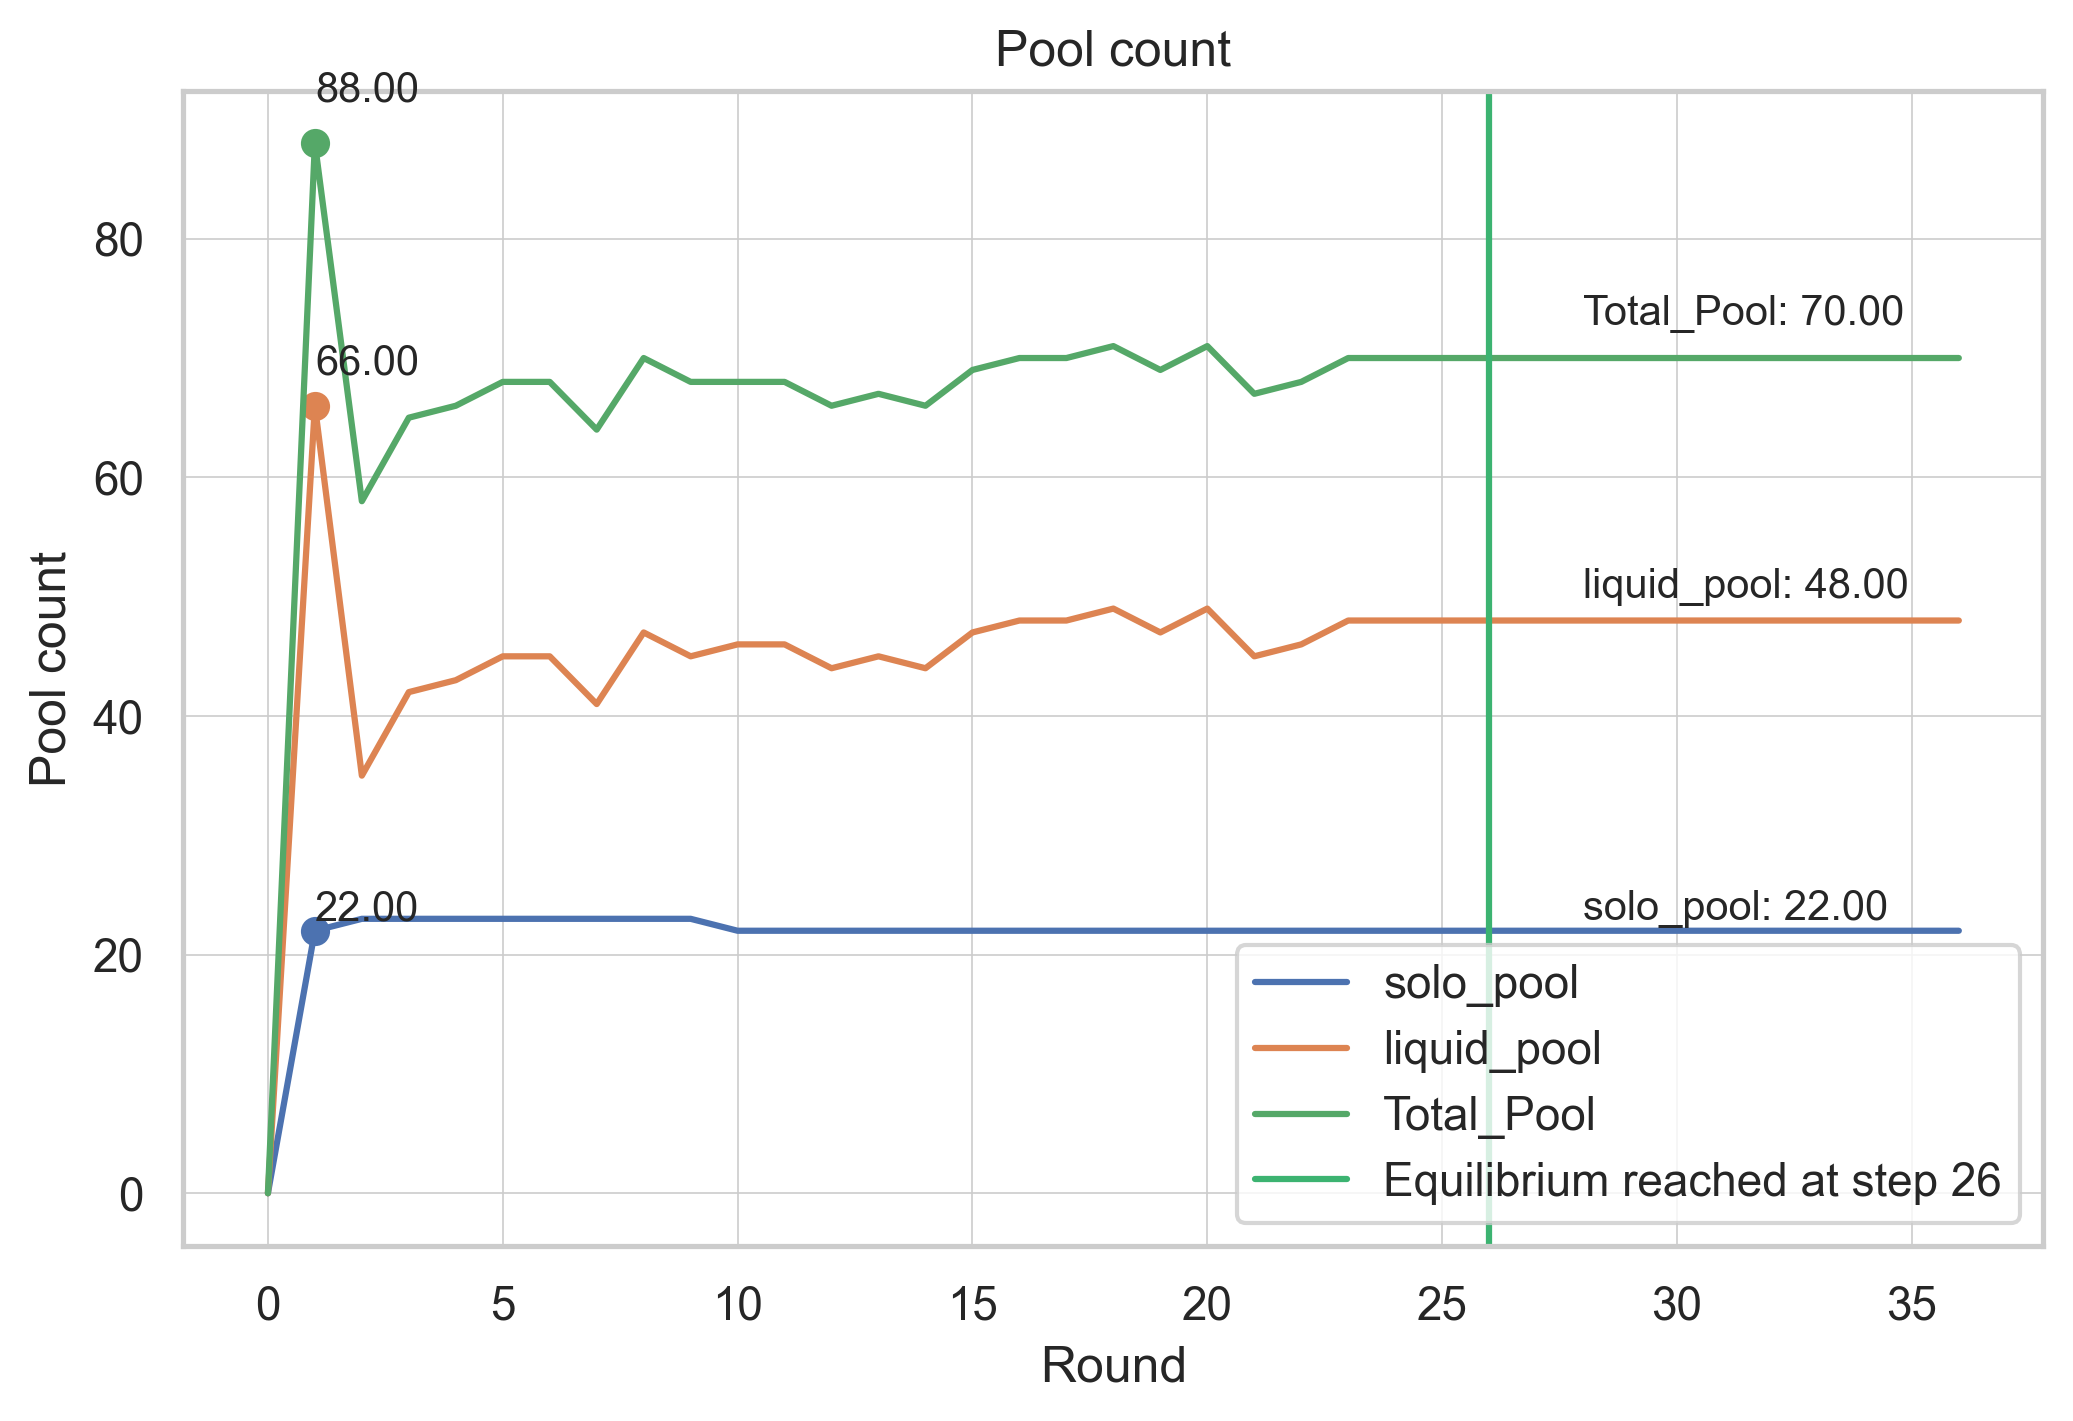 Pool count
88.00
80
Total_Pool: 70.00
66.00
60
liquid_pool: 48.00
Pool count
40
22.00
solo_pool: 22.00
20
solo_pool
liquid_pool
Total_Pool
Equilibrium reached at step 26
0
0 5 10 15 20 25 30 35
Round